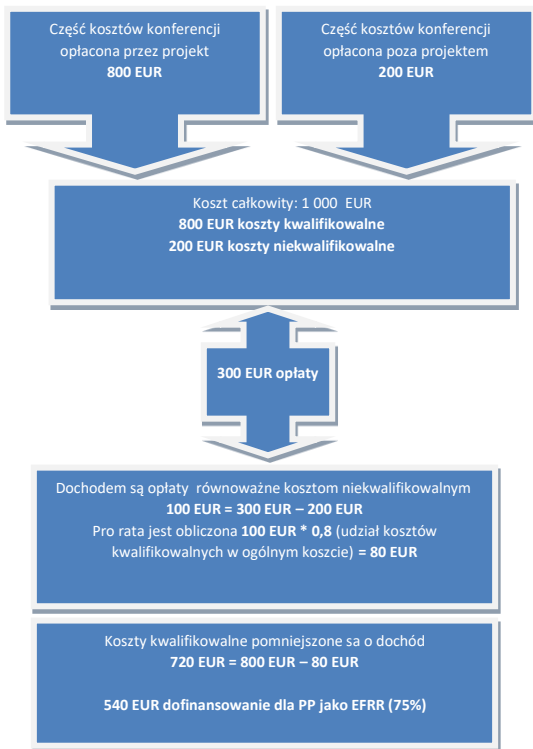 Część kosztów konferencji
opłacona przez projekt
800 EUR
Część kosztów konferencji
opłacona poza projektem
200 EUR
Koszt całkowity: 1 000 EUR
800 EUR koszty kwalifikowalne
200 EUR koszty niekwalifikowalne
300 EUR opłaty
Dochodem są opłaty równoważne kosztom niekwalifikowalnym
100 EUR = 300 EUR – 200 EUR
Pro rata jest obliczona 100 EUR * 0,8 (udział kosztów
kwalifikowalnych w ogólnym koszcie) = 80 EUR
Koszty kwalifikowalne pomniejszone sa o dochód
720 EUR = 800 EUR – 80 EUR
540 EUR dofinansowanie dla PP jako EFRR (75%)